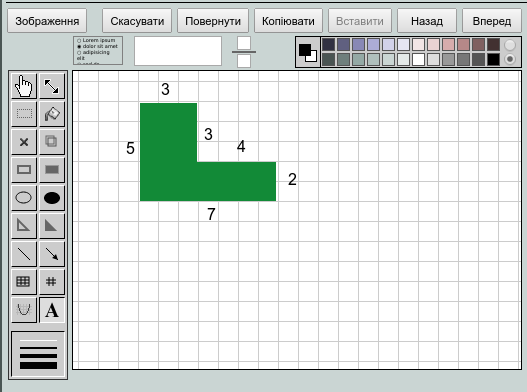 Зображення Скасувати Повернути Копіювати Вставити Назад Вперед
Lorem ipsum
dolor sit amet
adipisicing
elit
3
3
5
4
2
7
A